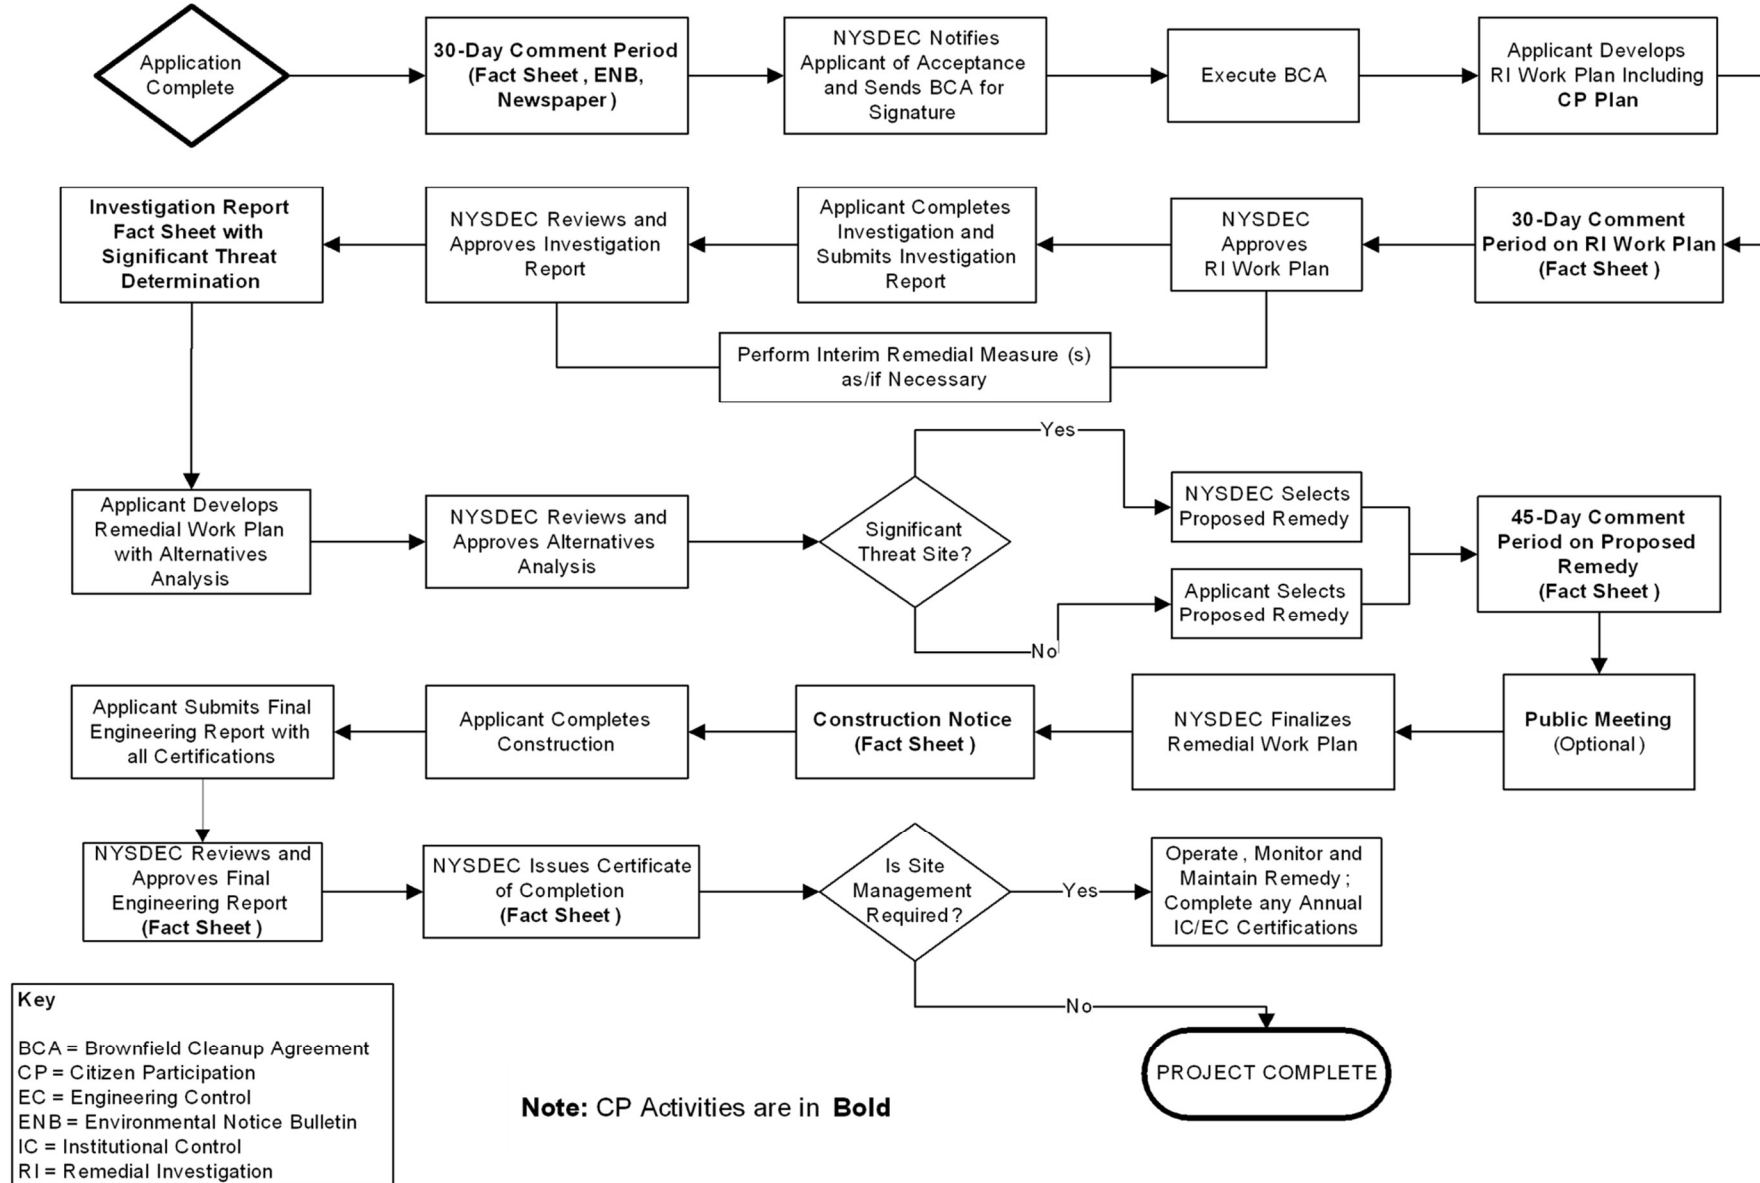 Application
Complete
30-Day Comment Period
(Fact Sheet, ENB,
Newspaper)
NYSDEC Notifies
Applicant of Acceptance
and Sends BCA for
Signature
Execute BCA
Applicant Develops
RI Work Plan Including
CP Plan
Investigation Report
Fact Sheet with
Significant Threat
Determination
NYSDEC Reviews and
Approves Investigation
Report
Applicant Completes
Investigation and
Submits Investigation
Report
NYSDEC
Approves
RI Work Plan
30-Day Comment
Period on RI Work Plan
(Fact Sheet)
Perform Interim Remedial Measure (s)
as/if Necessary
Applicant Develops
Remedial Work Plan
with Alternatives
Analysis
NYSDEC Reviews and
Approves Alternatives
Analysis
Significant
Threat Site?
Yes
No
NYSDEC Selects
Proposed Remedy
Applicant Selects
Proposed Remedy
45-Day Comment
Period on Proposed
Remedy
(Fact Sheet)
Applicant Submits Final
Engineering Report with
all Certifications
Applicant Completes
Construction
Construction Notice
(Fact Sheet)
NYSDEC Finalizes
Remedial Work Plan
Public Meeting
(Optional)
NYSDEC Reviews and
Approves Final
Engineering Report
(Fact Sheet)
NYSDEC Issues Certificate
of Completion
(Fact Sheet)
Is Site
Management
Required?
Yes
Operate, Monitor and
Maintain Remedy;
Complete any Annual
IC/EC Certifications
No
PROJECT COMPLETE
Key
BCA = Brownfield Cleanup Agreement
CP = Citizen Participation
EC = Engineering Control
ENB = Environmental Notice Bulletin
IC = Institutional Control
RI = Remedial Investigation
Note: CP Activities are in Bold